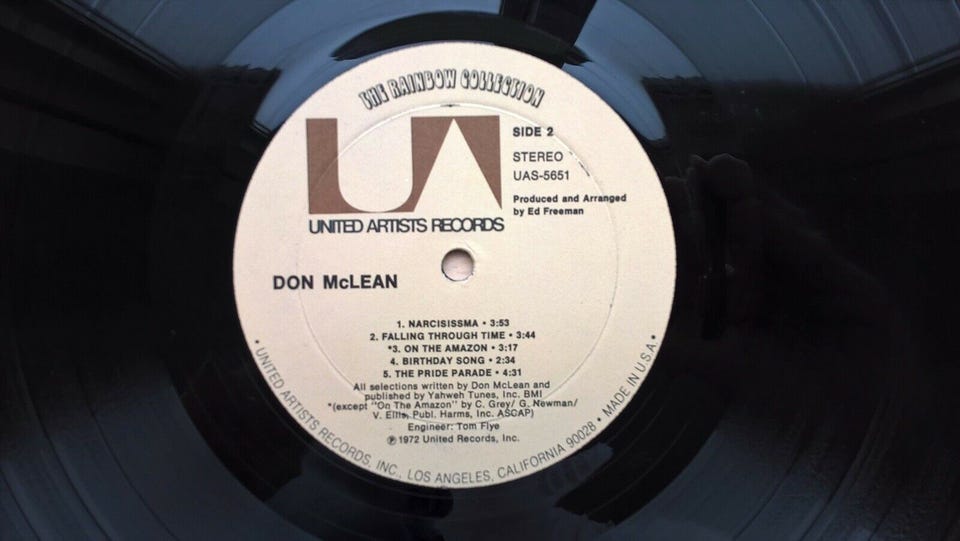 THE RAINBOW COLLECTION
UA
UNITED ARTISTS RECORDS
SIDE 2
STEREO
UAS-5651
Produced and Arranged
by Ed Freeman
DON McLEAN
1. NARCISISSMA • 3:53
2. FALLING THROUGH TIME • 3:44
*3. ON THE AMAZON • 3:17
4. BIRTHDAY SONG • 2:34
5. THE PRIDE PARADE • 4:31
All selections written by Don McLean and
published by Yahweh Tunes, Inc. BMI
*(except "On The Amazon" by C. Grey/ G. Newman/
V. Ellis, Publ. Harms, Inc. ASCAP)
Engineer: Tom Flye
℗ 1972 United Records, Inc.
• UNITED ARTISTS RECORDS, INC., LOS ANGELES, CALIFORNIA 90028 • MADE IN U.S.A. •